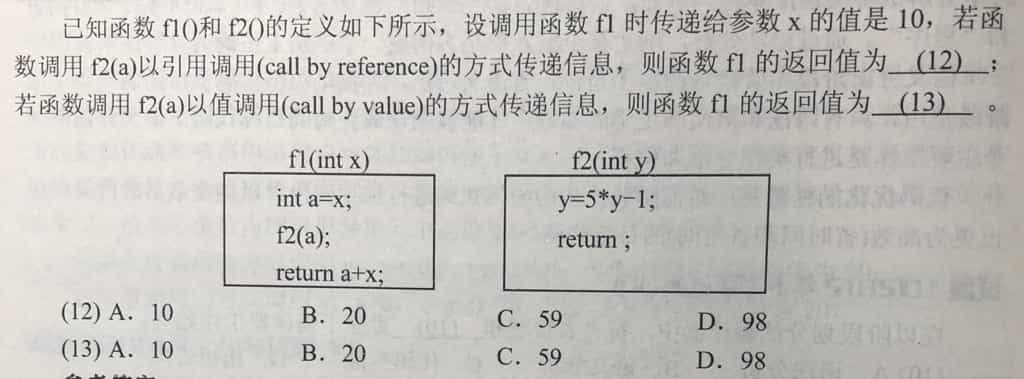 已知函数 f1()和 f2()的定义如下所示，设调用函数 f1 时传递给参数 x 的值是 10，若函
数调用 f2(a)以引用调用(call by reference)的方式传递信息，则函数 f1 的返回值为 (12) ；
若函数调用 f2(a)以值调用(call by value)的方式传递信息，则函数 f1 的返回值为 (13) 。
f1(int x) f2(int y)
int a=x; y=5*y-1;
f2(a); return ;
return a+x;
(12) A．10 B．20 C．59 D．98
(13) A．10 B．20 C．59 D．98